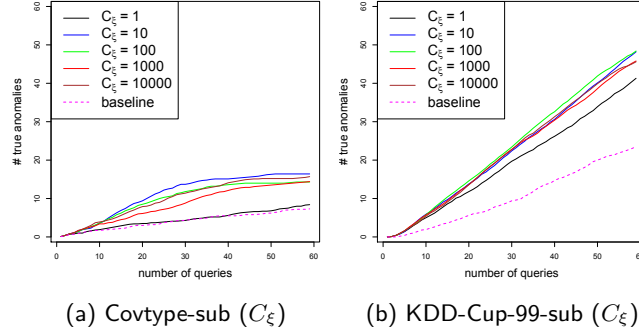 # true anomalies
60
50
40
30
20
10
0
C_ξ = 1
C_ξ = 10
C_ξ = 100
C_ξ = 1000
C_ξ = 10000
baseline
0 10 20 30 40 50 60
number of queries
(a) Covtype-sub (C_ξ)
# true anomalies
60
50
40
30
20
10
0
C_ξ = 1
C_ξ = 10
C_ξ = 100
C_ξ = 1000
C_ξ = 10000
baseline
0 10 20 30 40 50 60
number of queries
(b) KDD-Cup-99-sub (C_ξ)